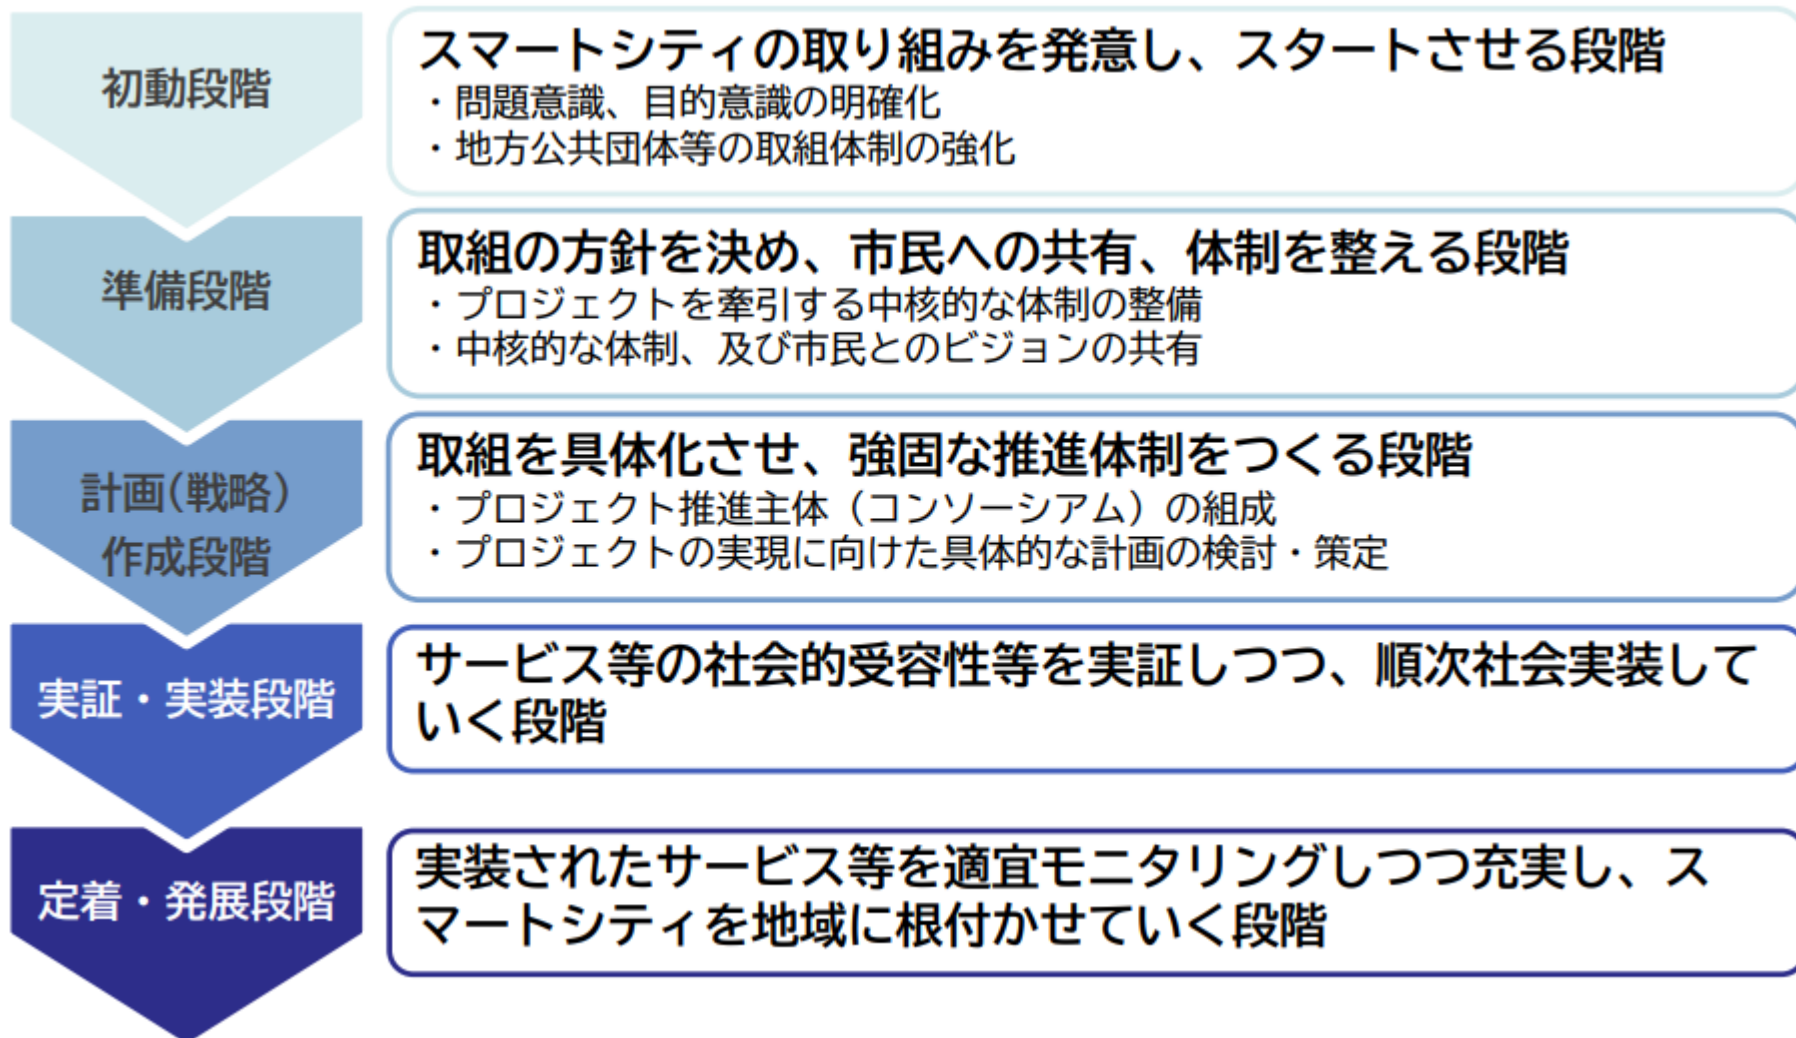 初動段階
スマートシティの取り組みを発意し、スタートさせる段階
・問題意識、目的意識の明確化
・地方公共団体等の取組体制の強化
準備段階
取組の方針を決め、市民への共有、体制を整える段階
・プロジェクトを牽引する中核的な体制の整備
・中核的な体制、及び市民とのビジョンの共有
計画(戦略)
作成段階
取組を具体化させ、強固な推進体制をつくる段階
・プロジェクト推進主体（コンソーシアム）の組成
・プロジェクトの実現に向けた具体的な計画の検討・策定
実証・実装段階
サービス等の社会的受容性等を実証しつつ、順次社会実装して
いく段階
定着・発展段階
実装されたサービス等を適宜モニタリングしつつ充実し、ス
マートシティを地域に根付かせていく段階